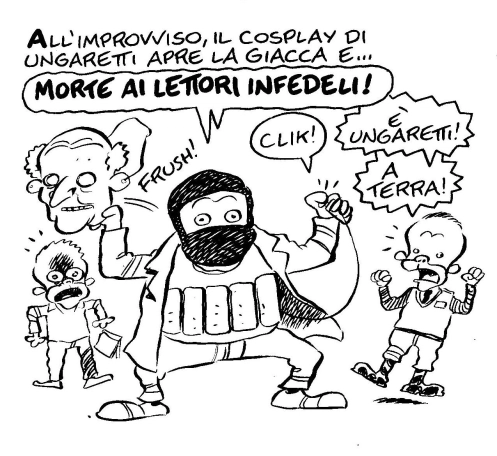 ALL'IMPROVVISO, IL COSPLAY DI
UNGARETTI APRE LA GIACCA E...
MORTE AI LETTORI INFEDELI!
FRUSH!
CLIK!
È
UNGARETTI!
A
TERRA!